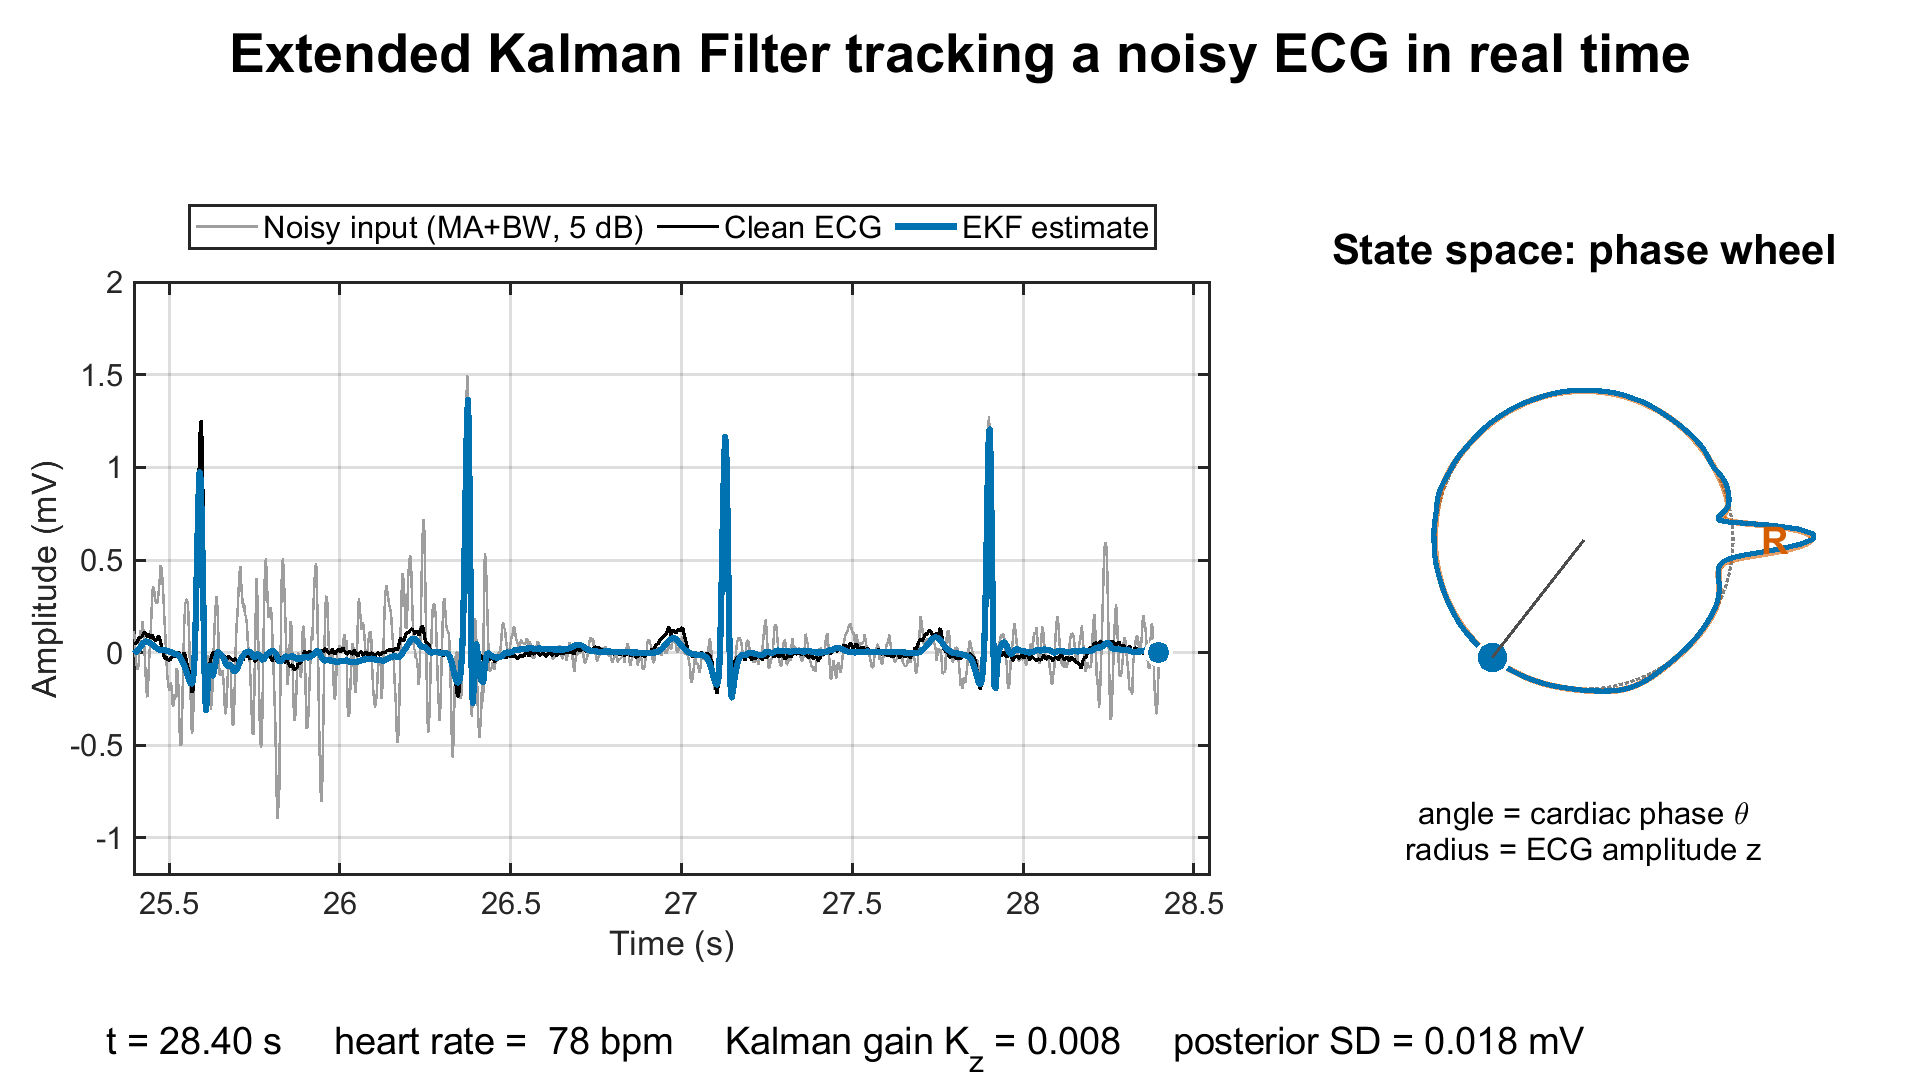 Extended Kalman Filter tracking a noisy ECG in real time
Noisy input (MA+BW, 5 dB) Clean ECG EKF estimate
State space: phase wheel
2
1.5
1
0.5
0
-0.5
-1
Amplitude (mV)
25.5 26 26.5 27 27.5 28 28.5
Time (s)
R
angle = cardiac phase θ
radius = ECG amplitude z
t = 28.40 s heart rate = 78 bpm Kalman gain K_z = 0.008 posterior SD = 0.018 mV